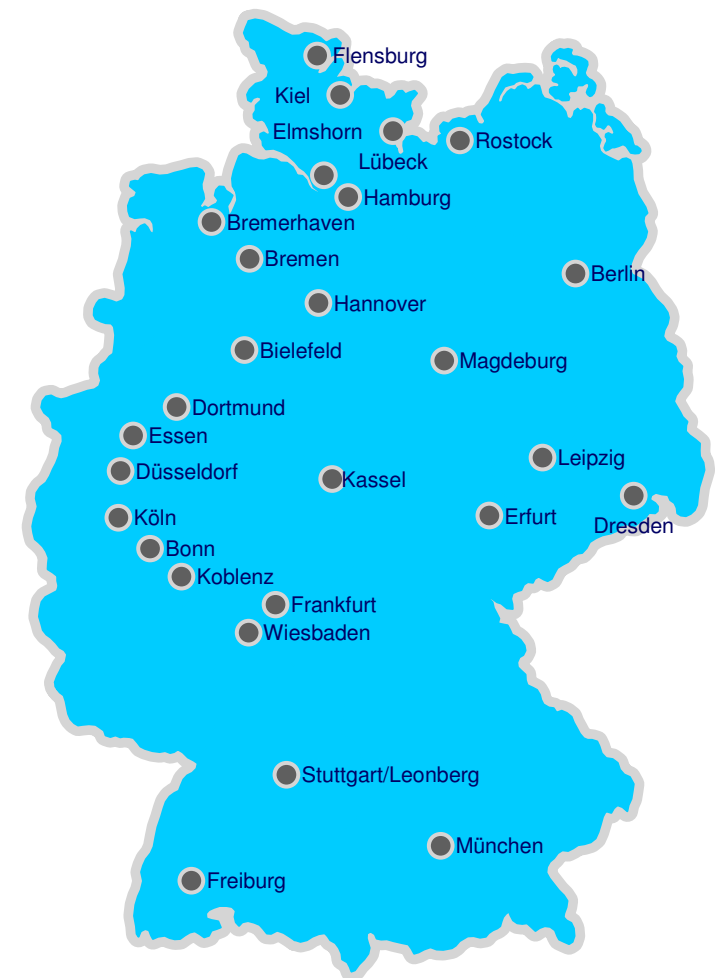 Flensburg
Kiel
Elmshorn
Rostock
Lübeck
Hamburg
Bremerhaven
Bremen
Berlin
Hannover
Bielefeld
Magdeburg
Dortmund
Essen
Leipzig
Düsseldorf
Kassel
Köln
Erfurt
Dresden
Bonn
Koblenz
Frankfurt
Wiesbaden
Stuttgart/Leonberg
München
Freiburg